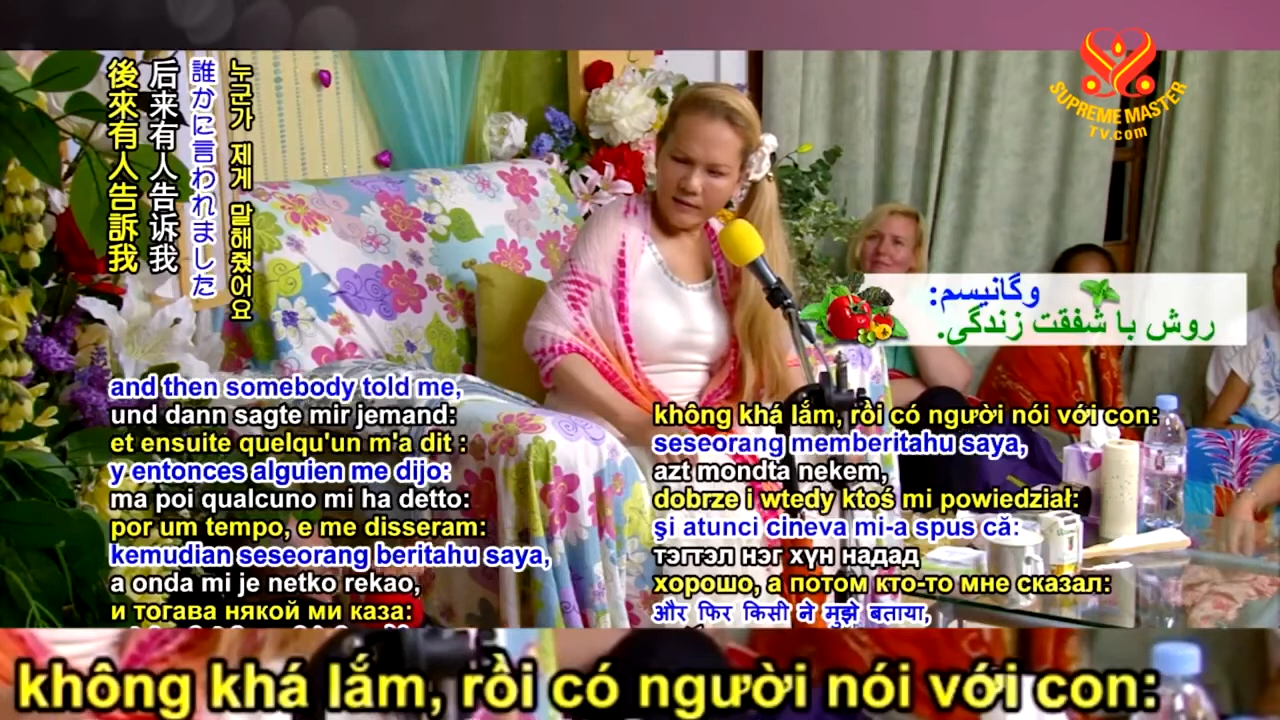 後來有人告訴我
后来有人告诉我
誰かに言われました
누군가 제게 말해줬어요
SUPREME MASTER
TV.com
وگانیسم:
روش با شفقت زندگی.
and then somebody told me,
und dann sagte mir jemand:
et ensuite quelqu'un m'a dit :
y entonces alguien me dijo:
ma poi qualcuno mi ha detto:
por um tempo, e me disseram:
kemudian seseorang beritahu saya,
a onda mi je netko rekao,
и тогава някой ми каза:
không khá lắm, rồi có người nói với con:
seseorang memberitahu saya,
azt mondta nekem,
dobrze i wtedy ktoś mi powiedział:
şi atunci cineva mi-a spus că:
тэгтэл нэг хүн надад
хорошо, а потом кто-то мне сказал:
और फिर किसी ने मुझे बताया,
không khá lắm, rồi có người nói với con: